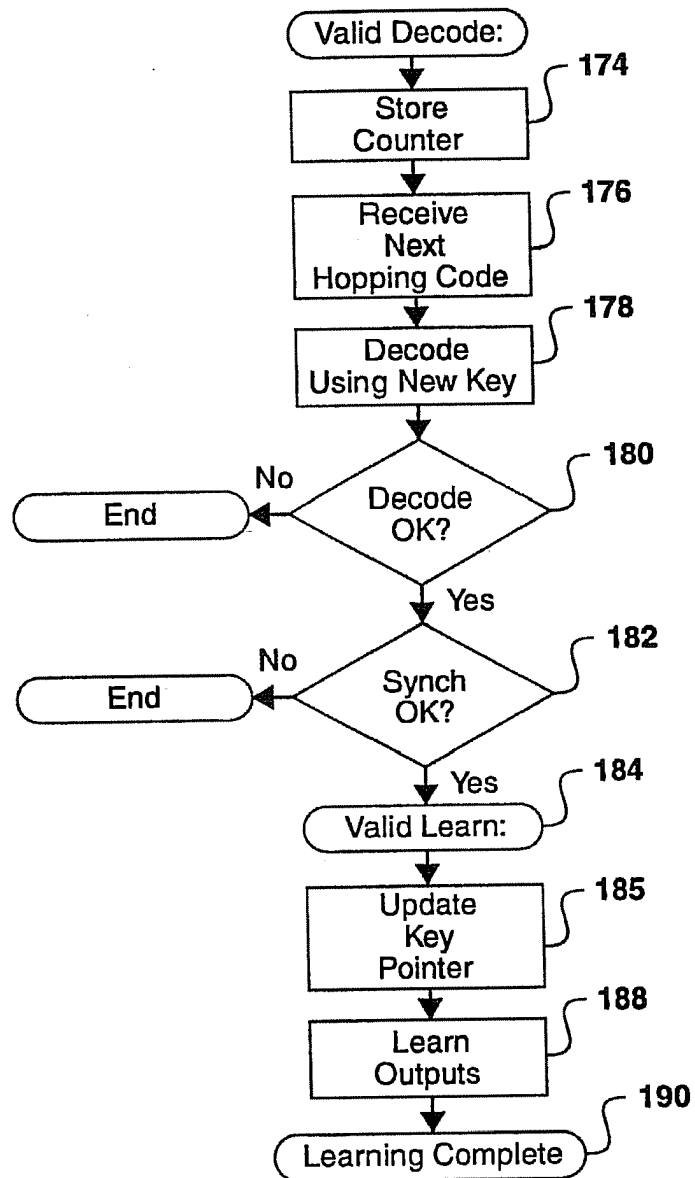 Valid Decode:
174
Store
Counter
176
Receive
Next
Hopping Code
178
Decode
Using New Key
180
No
End
Decode
OK?
Yes
182
No
End
Synch
OK?
Yes
184
Valid Learn:
185
Update
Key
Pointer
188
Learn
Outputs
190
Learning Complete